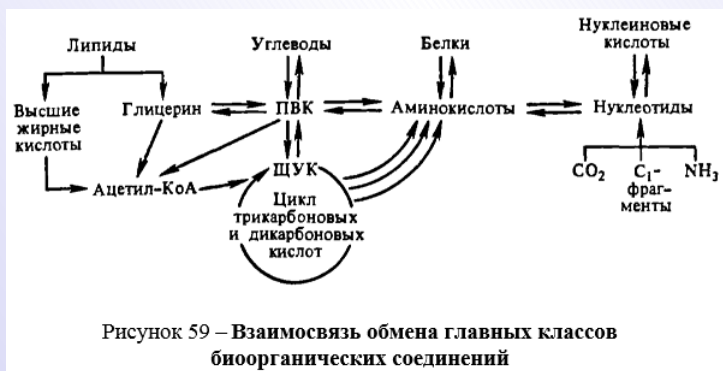 Липиды
Углеводы
Белки
Нуклеиновые
кислоты
Высшие
жирные
кислоты
Глицерин
ПВК
Аминокислоты
Нуклеотиды
Ацетил-КоА
ЩУК
Цикл
трикарбоновых
и дикарбоновых
кислот
CO2
C1-
фраг-
менты
NH3
Рисунок 59 – Взаимосвязь обмена главных классов
биоорганических соединений